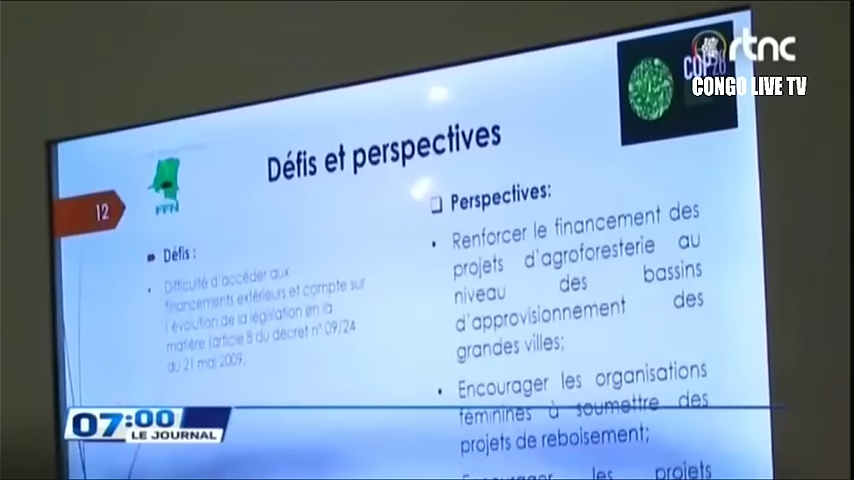 rtnc
COP28
CONGO LIVE TV
Défis et perspectives
FFN
12
Défis :
Difficulté d'accéder aux
financements extérieurs et compte sur
l'évolution de la législation en la
matière (article 8 du décret n° 09/24
du 21 mai 2009.
Perspectives:
Renforcer le financement des
projets d'agroforesterie au
niveau des bassins
d'approvisionnement des
grandes villes;
Encourager les organisations
féminines à soumettre des
projets de reboisement;
Encourager les projets
07:00
LE JOURNAL